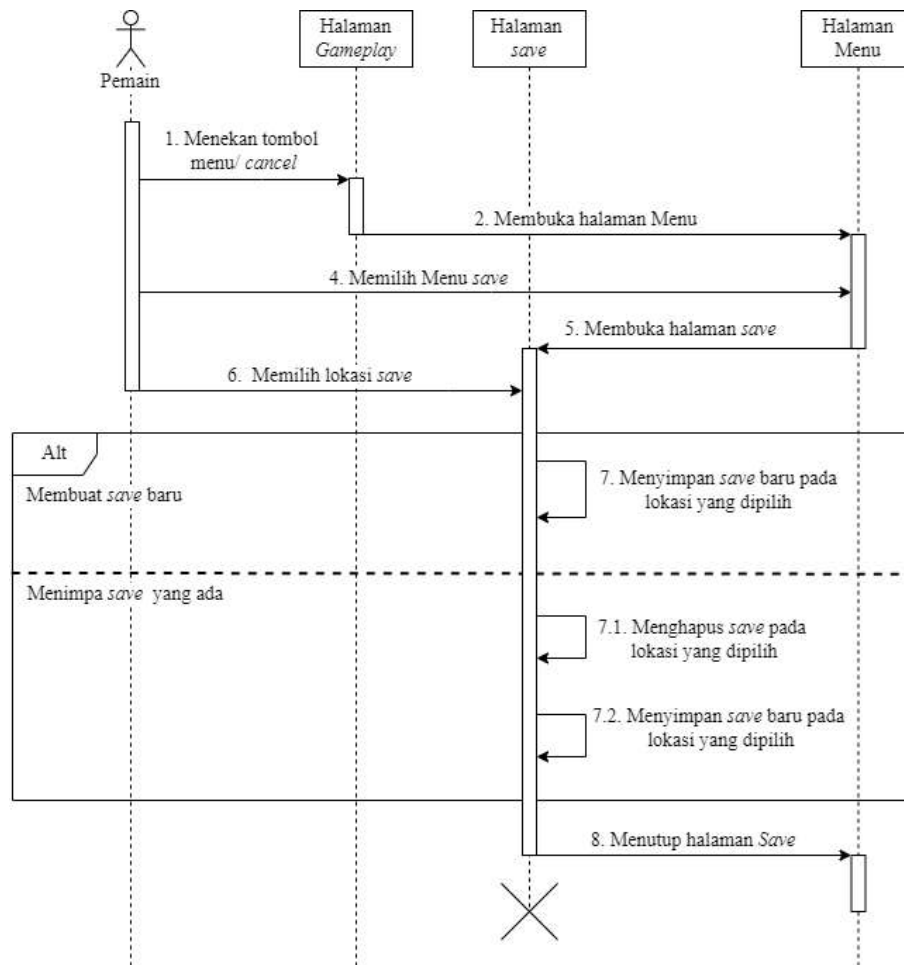 Pemain
Halaman
Gameplay
Halaman
save
Halaman
Menu
1. Menekan tombol
menu/ cancel
2. Membuka halaman Menu
4. Memilih Menu save
5. Membuka halaman save
6. Memilih lokasi save
Alt
Membuat save baru
7. Menyimpan save baru pada
lokasi yang dipilih
Menimpa save yang ada
7.1. Menghapus save pada
lokasi yang dipilih
7.2. Menyimpan save baru pada
lokasi yang dipilih
8. Menutup halaman Save